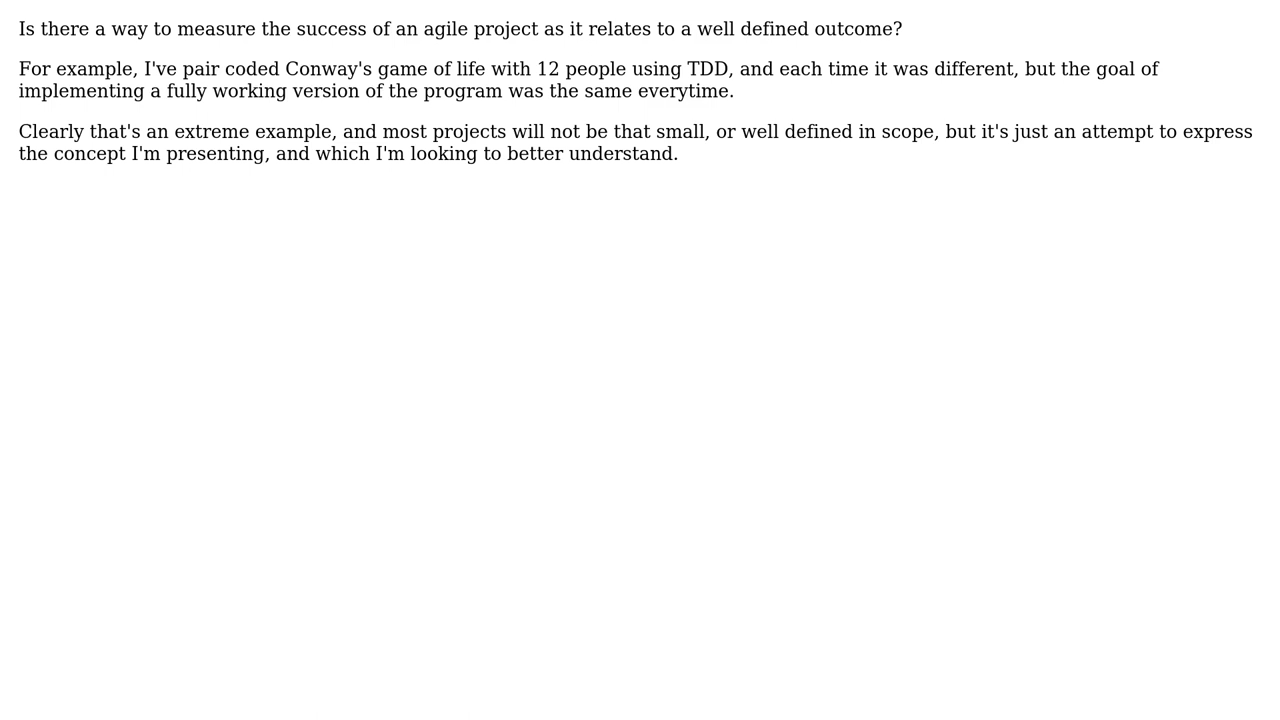 Is there a way to measure the success of an agile project as it relates to a well defined outcome?
For example, I've pair coded Conway's game of life with 12 people using TDD, and each time it was different, but the goal of
implementing a fully working version of the program was the same everytime.
Clearly that's an extreme example, and most projects will not be that small, or well defined in scope, but it's just an attempt to express
the concept I'm presenting, and which I'm looking to better understand.